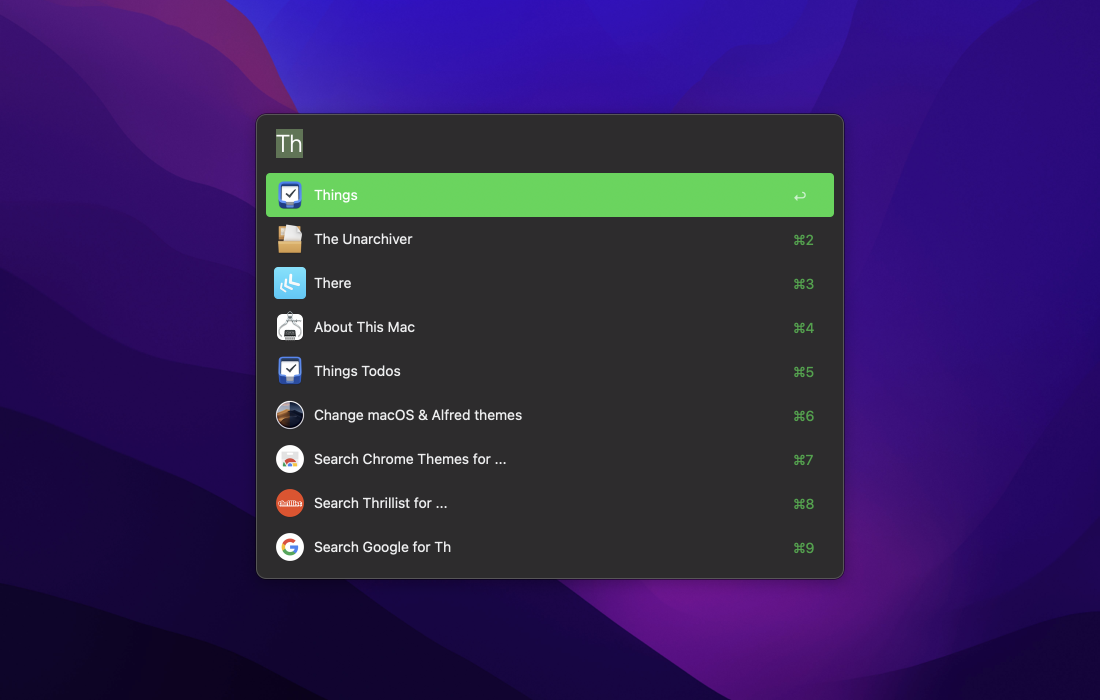 Th
Things ↩
The Unarchiver ⌘2
There ⌘3
About This Mac ⌘4
Things Todos ⌘5
Change macOS & Alfred themes ⌘6
Search Chrome Themes for ... ⌘7
thrillist Search Thrillist for ... ⌘8
G Search Google for Th ⌘9